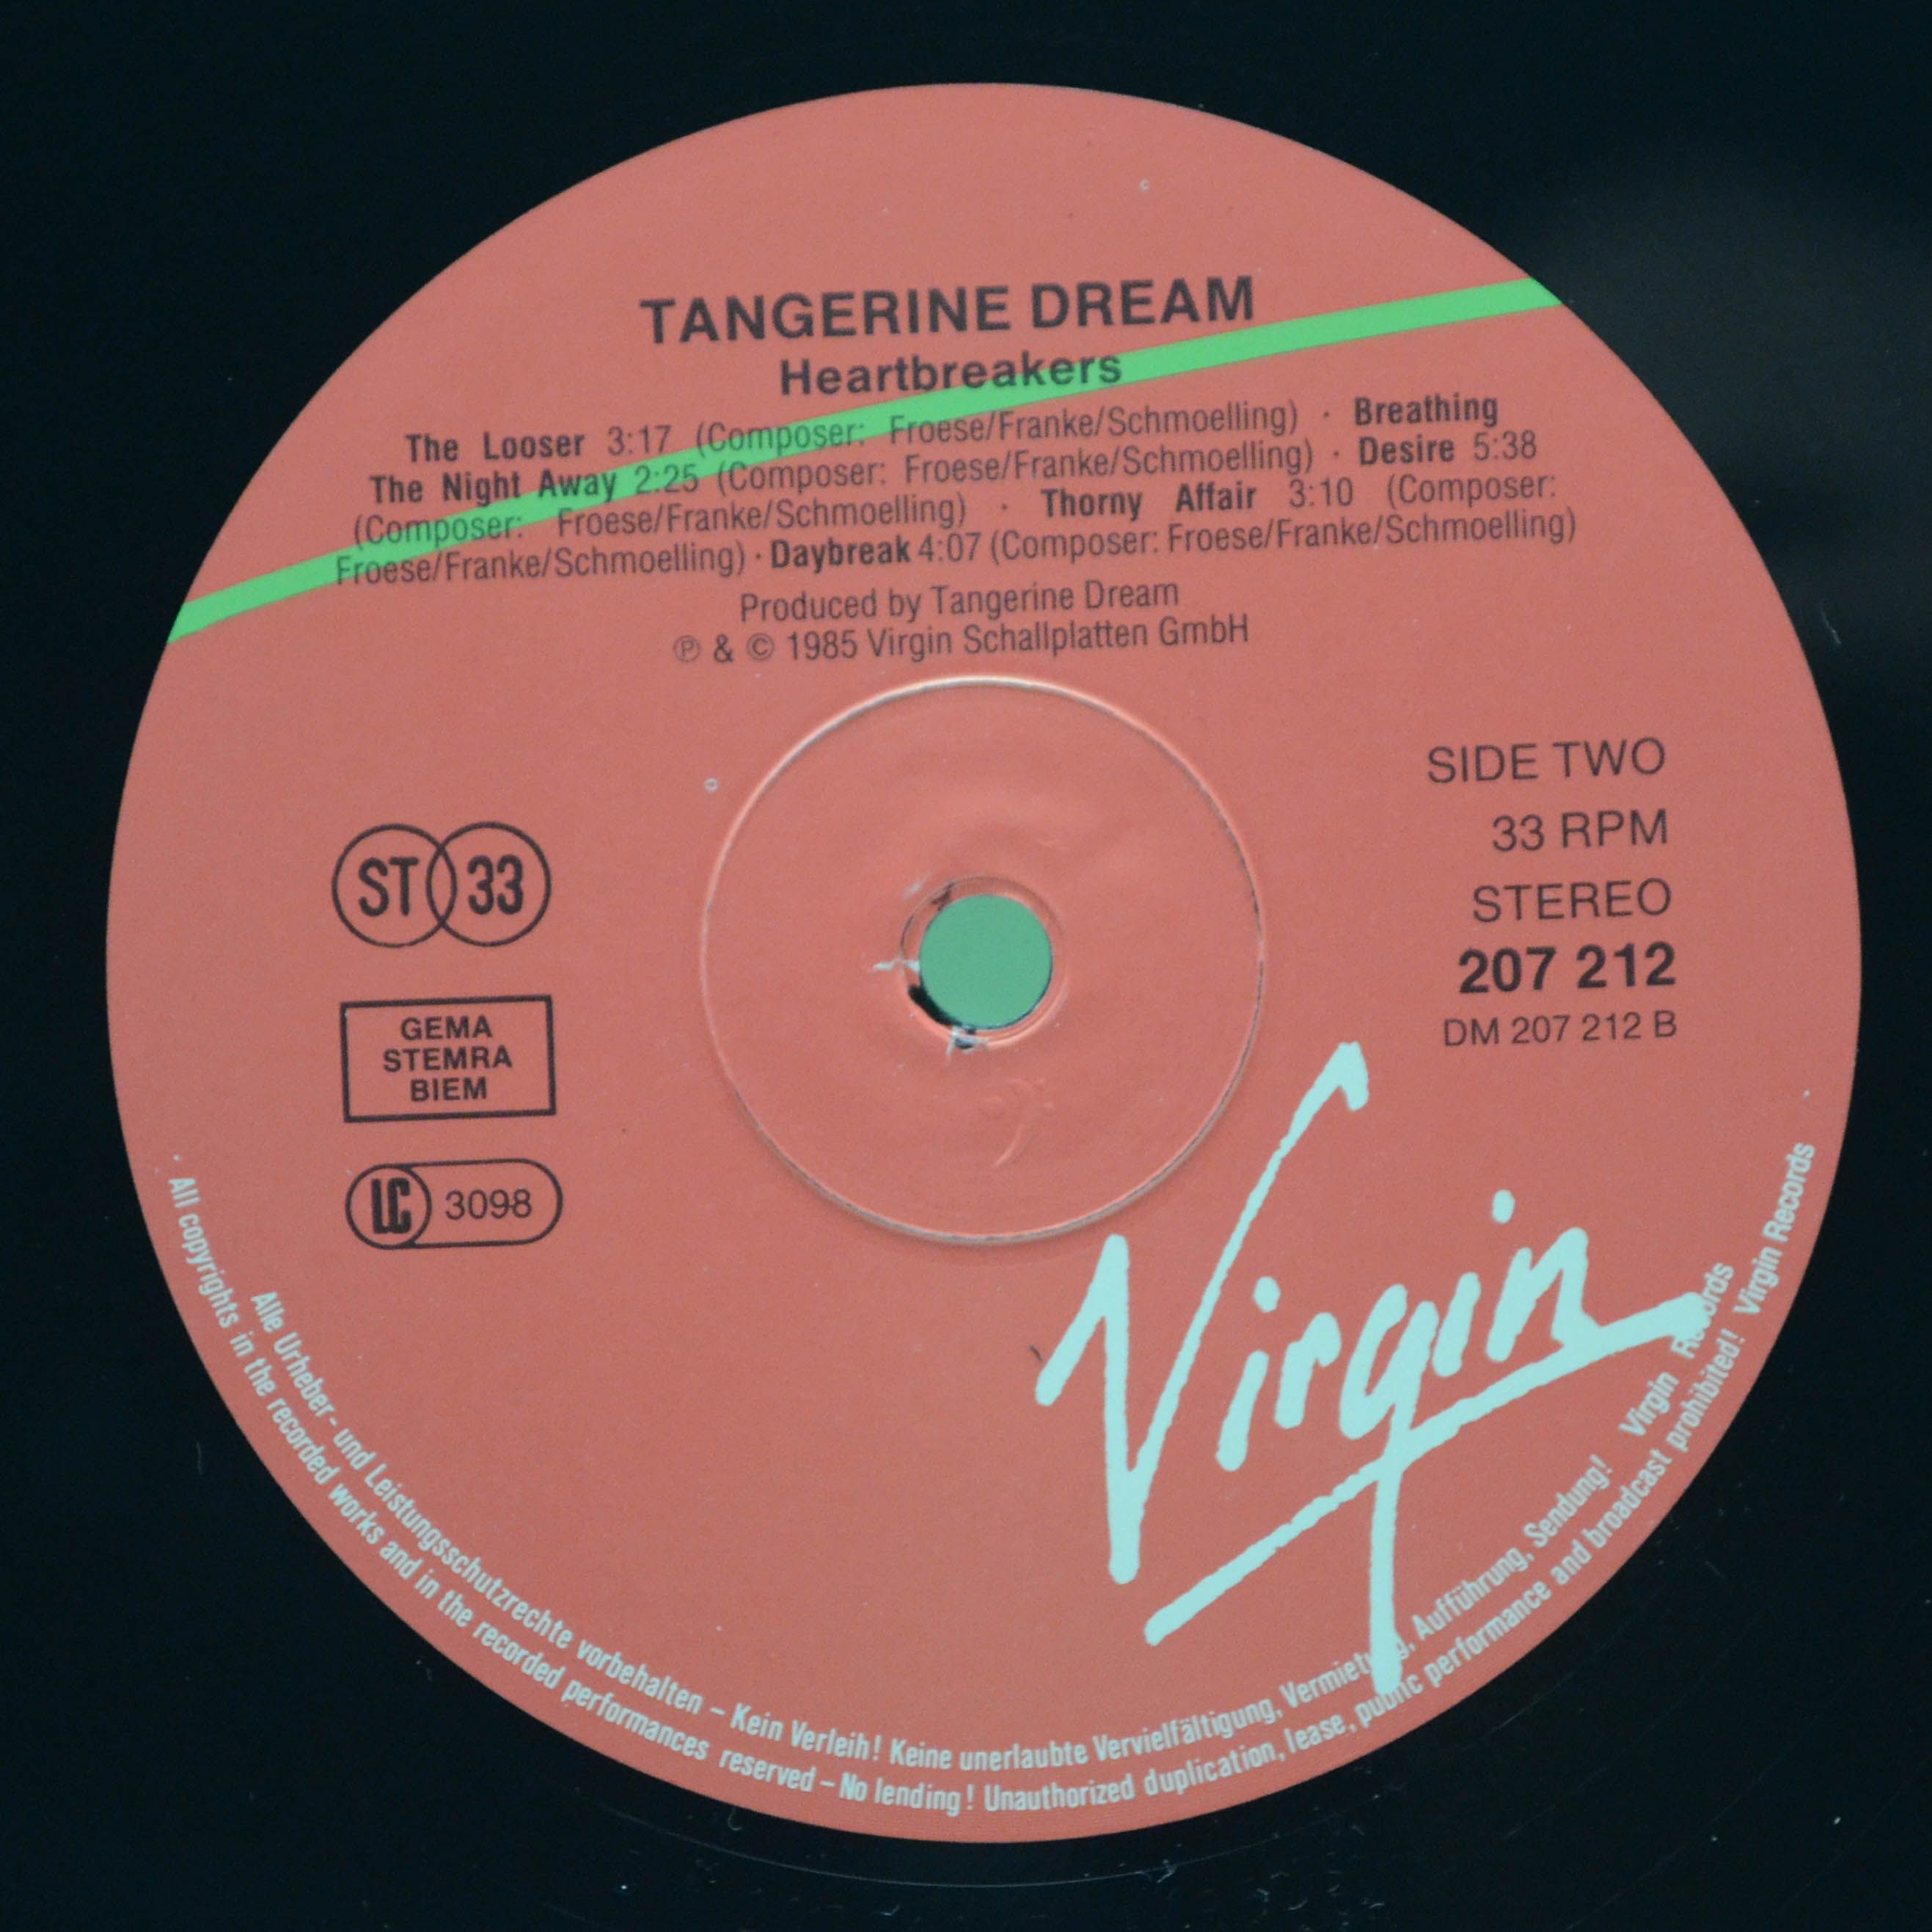 TANGERINE DREAM
Heartbreakers
The Looser 3:17 (Composer: Froese/Franke/Schmoelling) · Breathing
The Night Away 2:25 (Composer: Froese/Franke/Schmoelling) · Desire 5:38
(Composer: Froese/Franke/Schmoelling) · Thorny Affair 3:10 (Composer:
Froese/Franke/Schmoelling) · Daybreak 4:07 (Composer: Froese/Franke/Schmoelling)
Produced by Tangerine Dream
℗ & © 1985 Virgin Schallplatten GmbH
SIDE TWO
33 RPM
STEREO
207 212
DM 207 212 B
ST 33
GEMA
STEMRA
BIEM
LC 3098
Virgin
Alle Urheber- und Leistungsschutzrechte vorbehalten – Kein Verleih! Keine unerlaubte Vervielfältigung, Vermietung, Aufführung, Sendung! Virgin Records
All copyrights in the recorded works and in the recorded performances reserved – No lending! Unauthorized duplication, lease, public performance and broadcast prohibited! Virgin Records